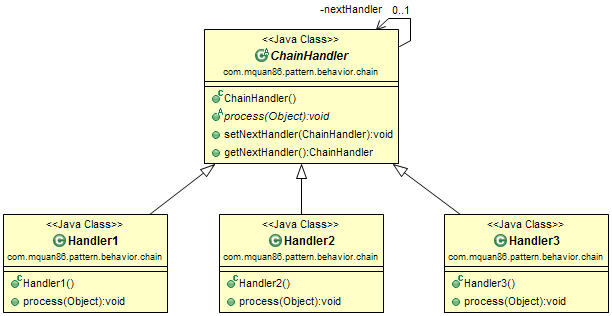 -nextHandler 0..1
<<Java Class>>
ChainHandler
com.mquan86.pattern.behavior.chain
ChainHandler()
process(Object):void
setNextHandler(ChainHandler):void
getNextHandler():ChainHandler
<<Java Class>>
Handler1
com.mquan86.pattern.behavior.chain
Handler1()
process(Object):void
<<Java Class>>
Handler2
com.mquan86.pattern.behavior.chain
Handler2()
process(Object):void
<<Java Class>>
Handler3
com.mquan86.pattern.behavior.chain
Handler3()
process(Object):void